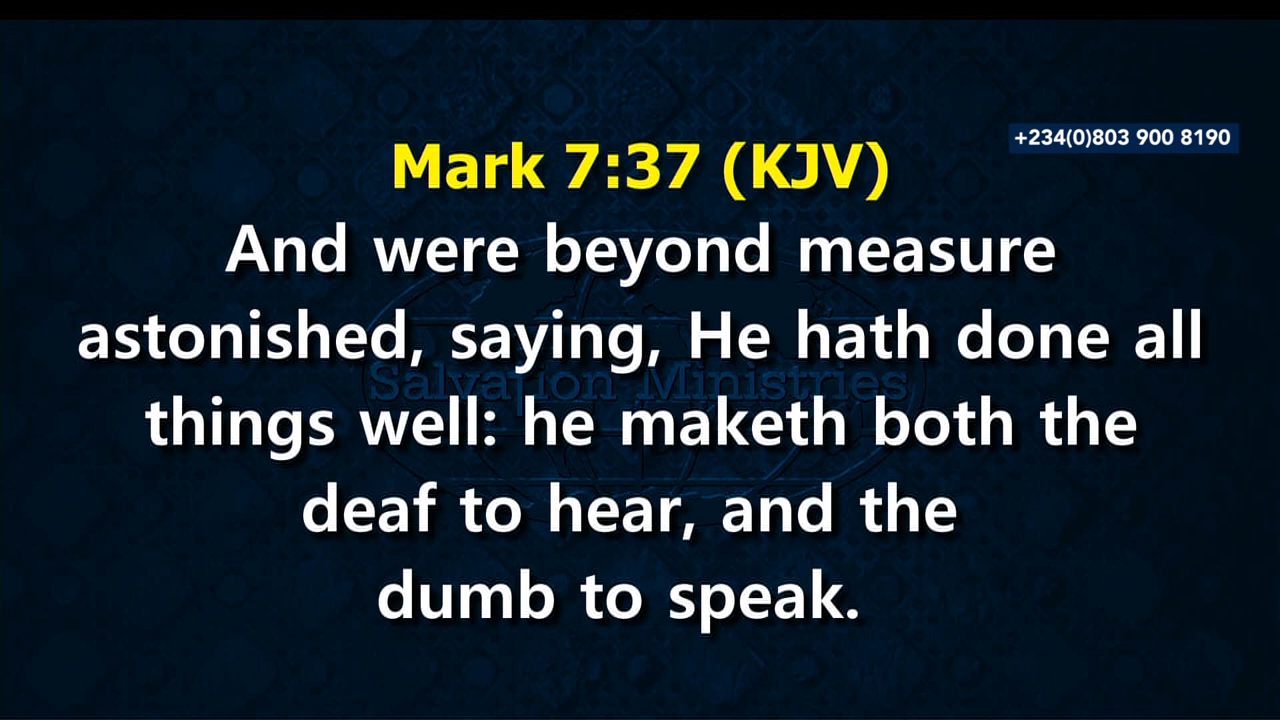 +234(0)803 900 8190
Mark 7:37 (KJV)
And were beyond measure
astonished, saying, He hath done all
Salvation Ministries
things well: he maketh both the
deaf to hear, and the
dumb to speak.